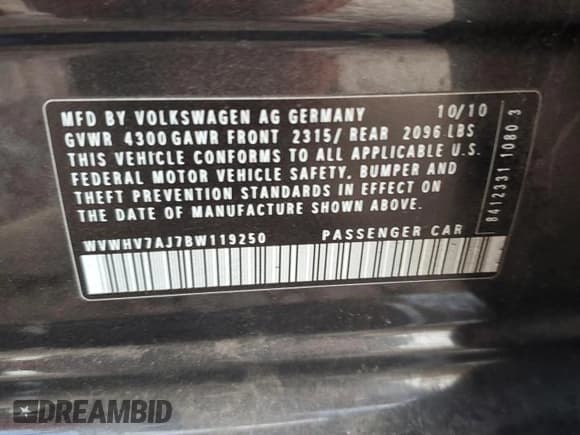 MFD BY VOLKSWAGEN AG GERMANY 10/10
GVWR 4300 GAWR FRONT 2315/ REAR 2096 LBS
THIS VEHICLE CONFORMS TO ALL APPLICABLE U.S.
FEDERAL MOTOR VEHICLE SAFETY, BUMPER AND
THEFT PREVENTION STANDARDS IN EFFECT ON
THE DATE OF MANUFACTURE SHOWN ABOVE.
WVWHV7AJ7BW119250 PASSENGER CAR
8412331 1080 3
DREAMBID